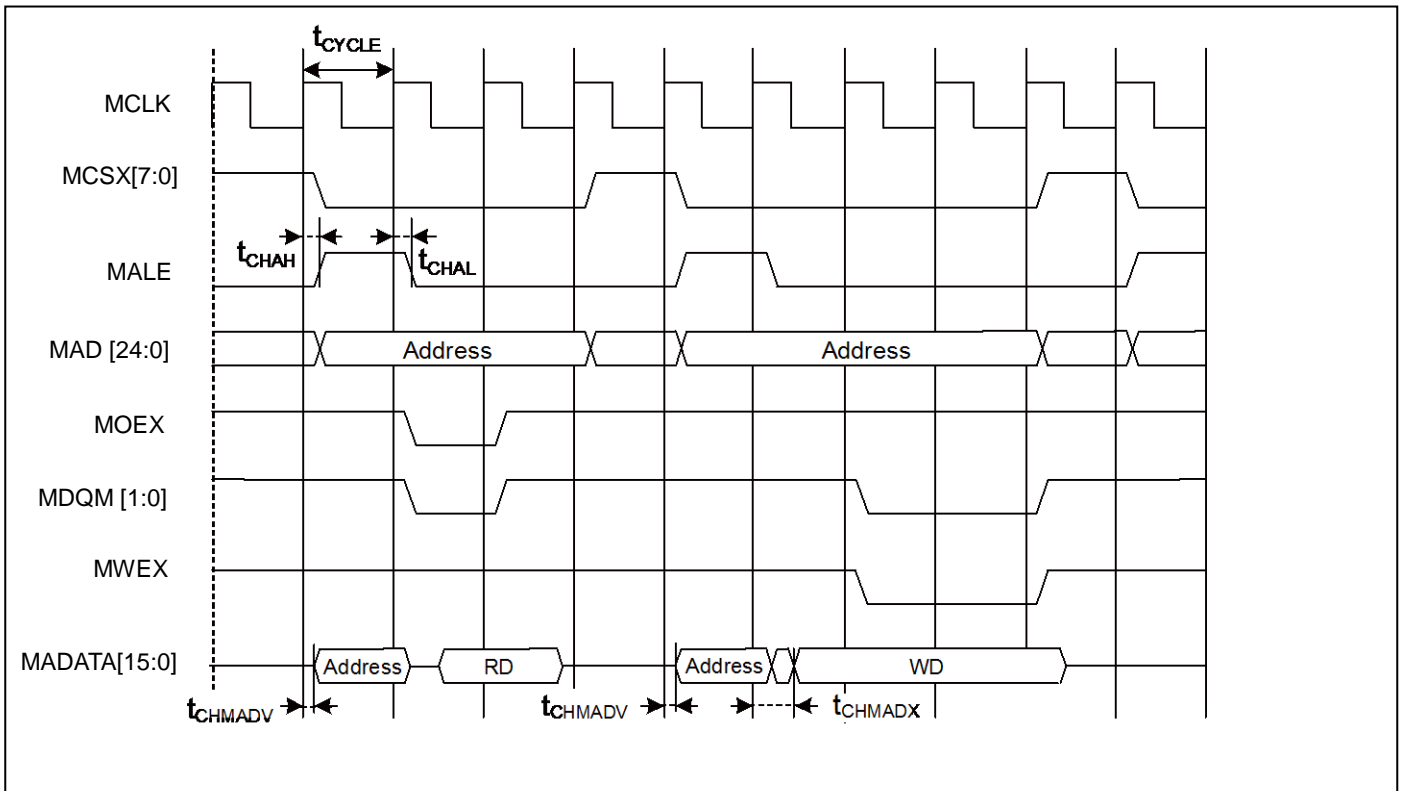 tCYCLE
MCLK
MCSX[7:0]
tCHAH
tCHAL
MALE
MAD [24:0]
Address
Address
MOEX
MDQM [1:0]
MWEX
MADATA[15:0]
Address
RD
Address
WD
tCHMADV
tCHMADV
tCHMADX